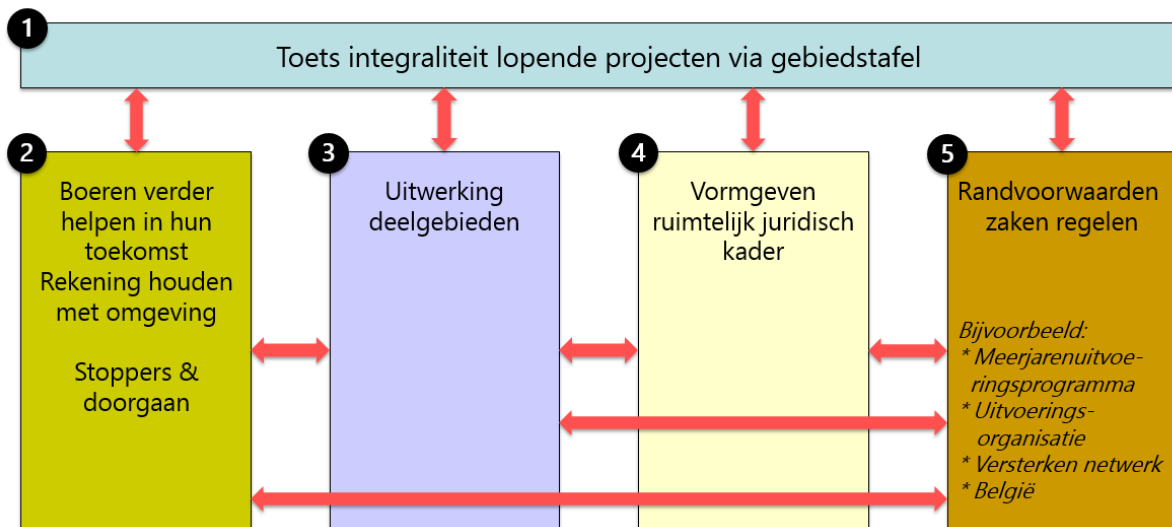 1
Toets integraliteit lopende projecten via gebiedstafel
2
Boeren verder
helpen in hun
toekomst
Rekening houden
met omgeving
Stoppers &
doorgaan
3
Uitwerking
deelgebieden
4
Vormgeven
ruimtelijk juridisch
kader
5
Randvoorwaarden
zaken regelen
Bijvoorbeeld:
* Meerjarenuitvoe-
ringsprogramma
* Uitvoerings-
organisatie
* Versterken netwerk
* België